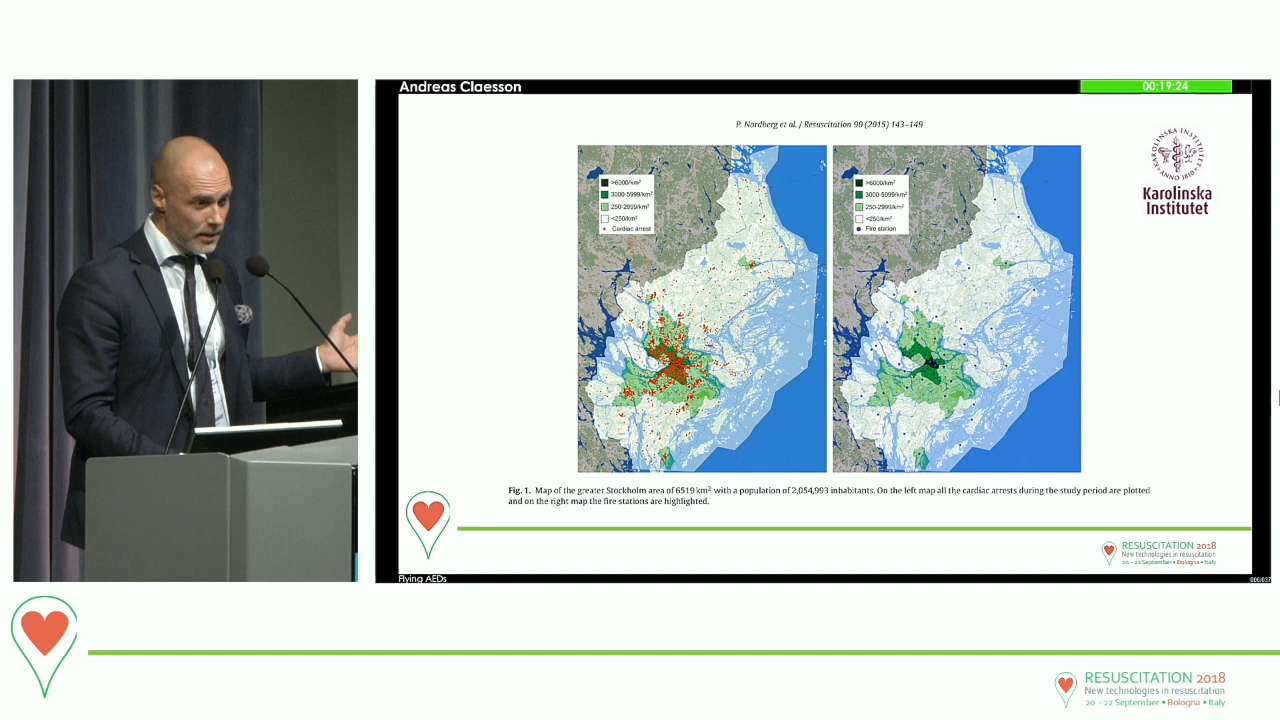 Andreas Claesson
00:19:24
P. Nordberg et al. / Resuscitation 90 (2015) 143–149
>6000/km²
3000-5999/km²
250-2999/km²
<250/km²
Cardiac arrest
>6000/km²
3000-5999/km²
250-2999/km²
<250/km²
Fire station
KAROLINSKA INSTITUTET
ANNO 1810
Karolinska
Institutet
Fig. 1. Map of the greater Stockholm area of 6519 km² with a population of 2,054,993 inhabitants. On the left map all the cardiac arrests during the study period are plotted
and on the right map the fire stations are highlighted.
RESUSCITATION 2018
New technologies in resuscitation
20 - 22 September • Bologna • Italy
Flying AEDs
RESUSCITATION 2018
New technologies in resuscitation
20 - 22 September • Bologna • Italy